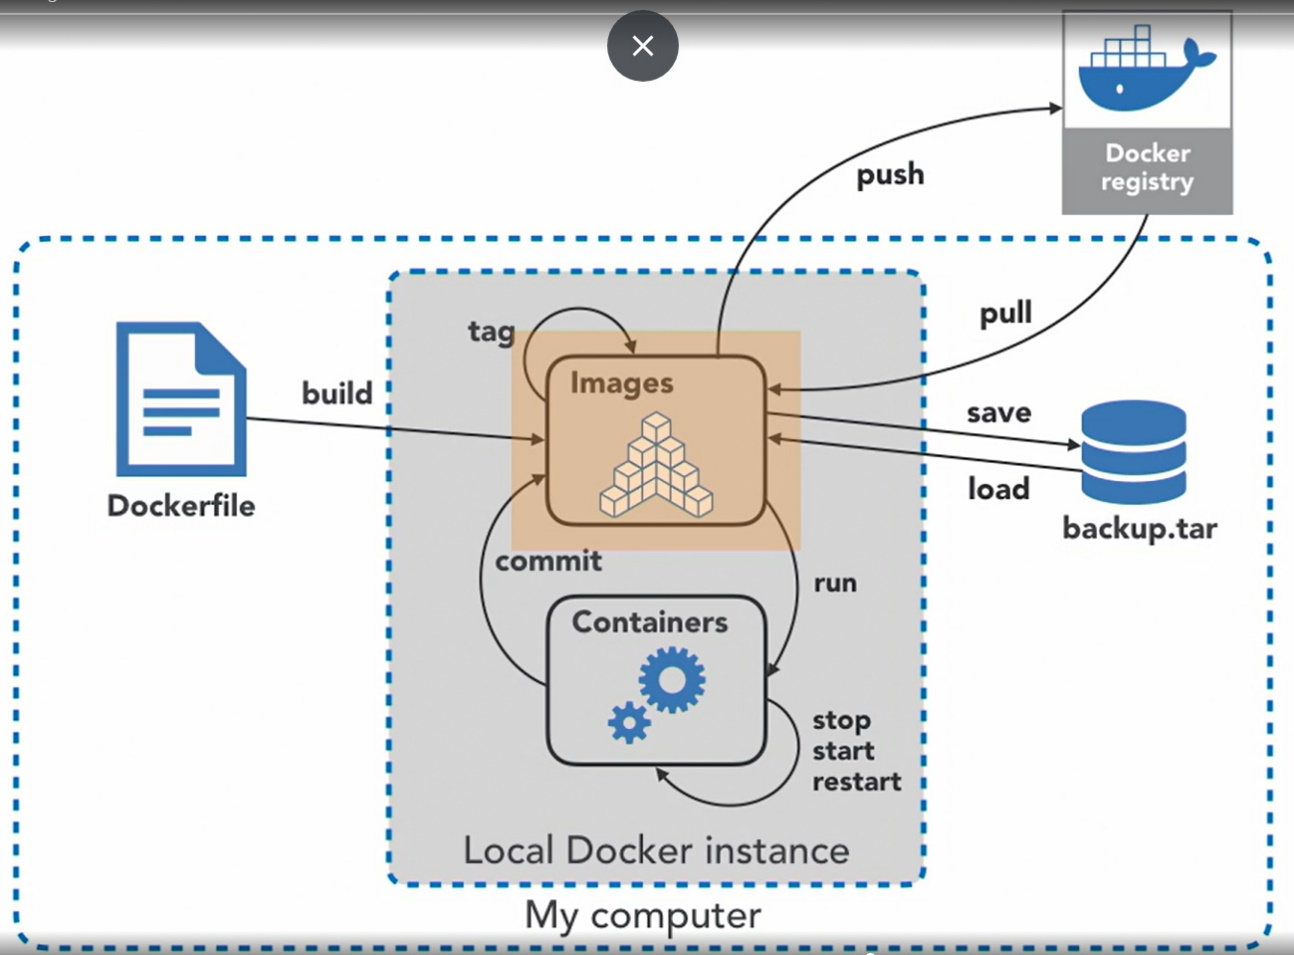 Docker
registry
push
pull
tag
Images
build
save
load
Dockerfile
backup.tar
commit
run
Containers
stop
start
restart
Local Docker instance
My computer